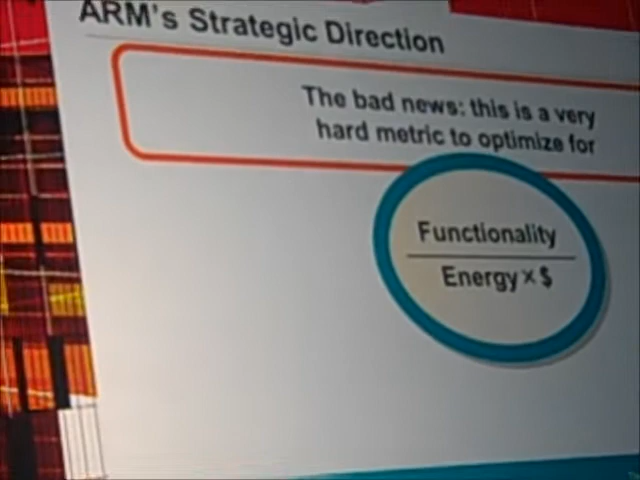 ARM's Strategic Direction
The bad news: this is a very
hard metric to optimize for
Functionality
Energy × $